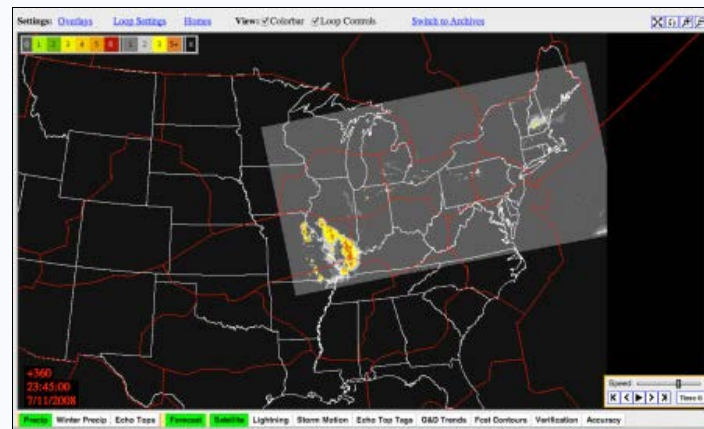 Settings: Overlays Loop Settings Homes View: Colorbar Loop Controls Switch to Archives
0 1 2 3 4 5 6 1 2 3 5+
+360
23:45:00
7/11/2008
Speed
Time 0
Precip Winter Precip Echo Tops Forecast Satellite Lightning Storm Motion Echo Top Tags G&D Trends Fcst Contours Verification Accuracy